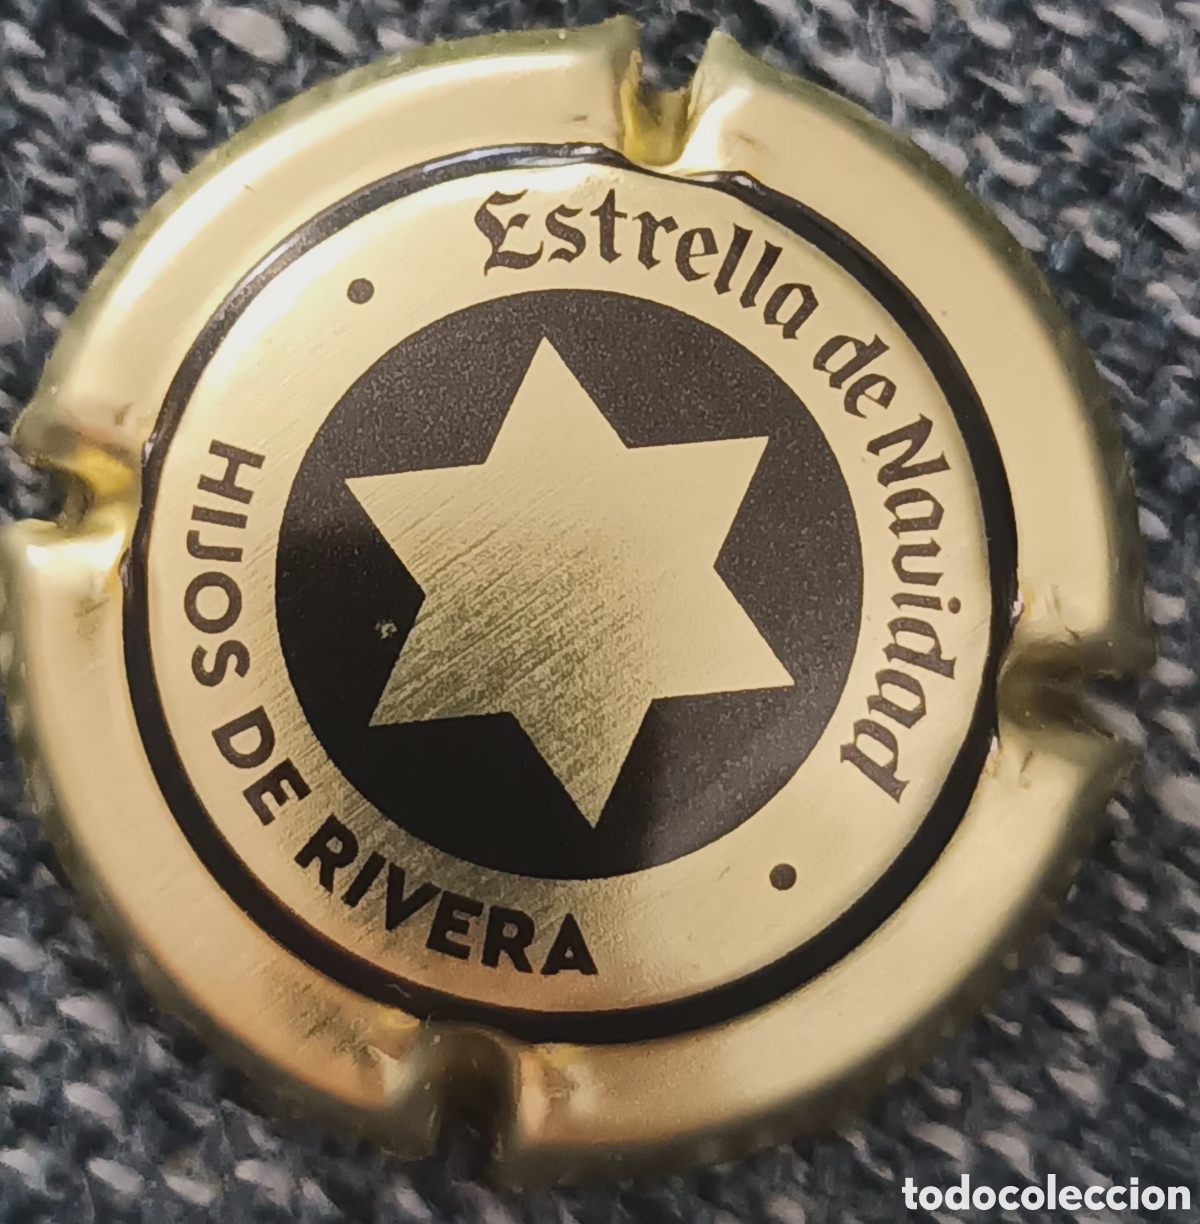 Estrella de Navidad
HIJOS DE RIVERA
todocoleccion